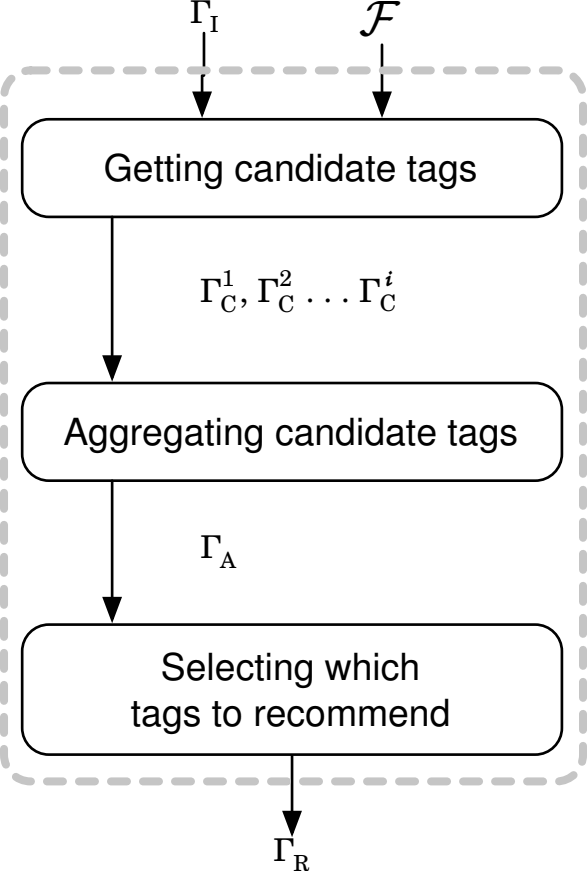 Γ_I ℱ
Getting candidate tags
Γ_C^1, Γ_C^2 . . . Γ_C^i
Aggregating candidate tags
Γ_A
Selecting which
tags to recommend
Γ_R